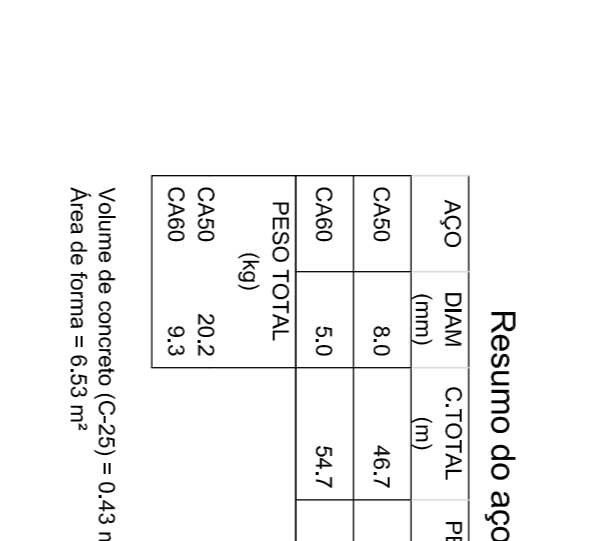 Resumo do aço
AÇO DIAM C.TOTAL
(mm) (m)
CA50 8.0 46.7
CA60 5.0 54.7
PESO TOTAL
(kg)
CA50 20.2
CA60 9.3
Volume de concreto (C-25) = 0.43
Área de forma = 6.53 m²